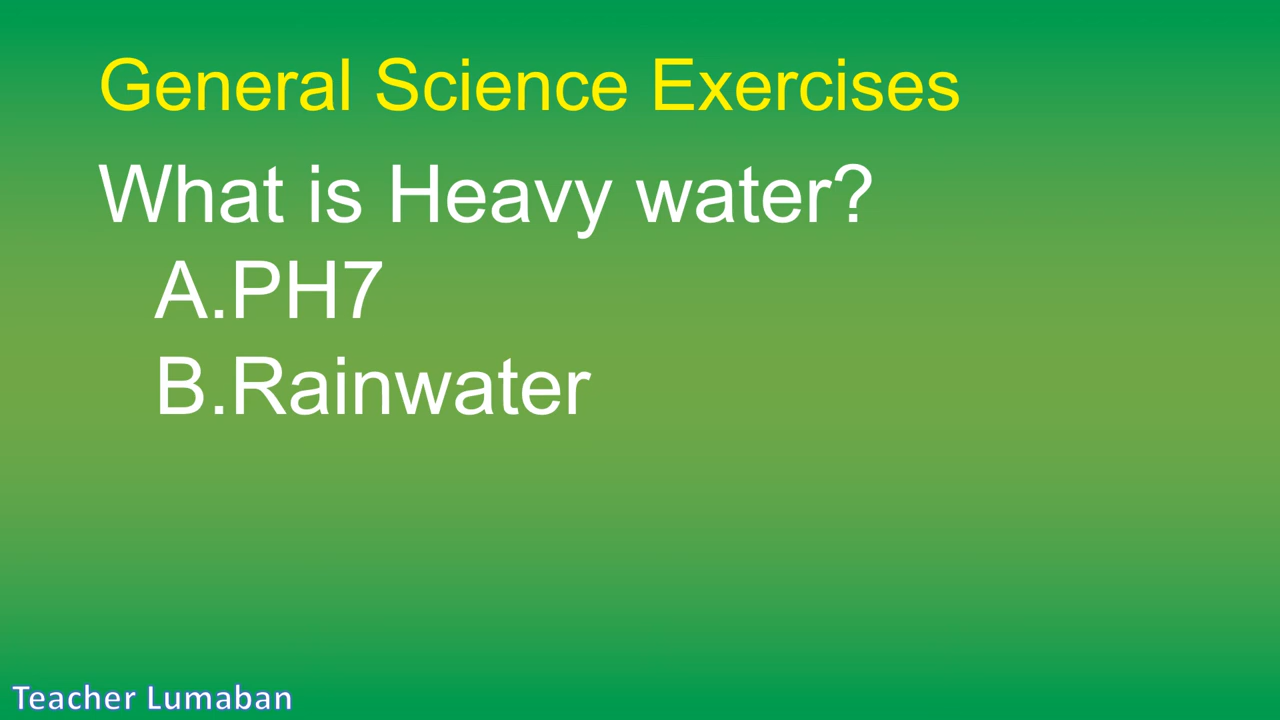 General Science Exercises
What is Heavy water?
A.PH7
B.Rainwater
Teacher Lumaban